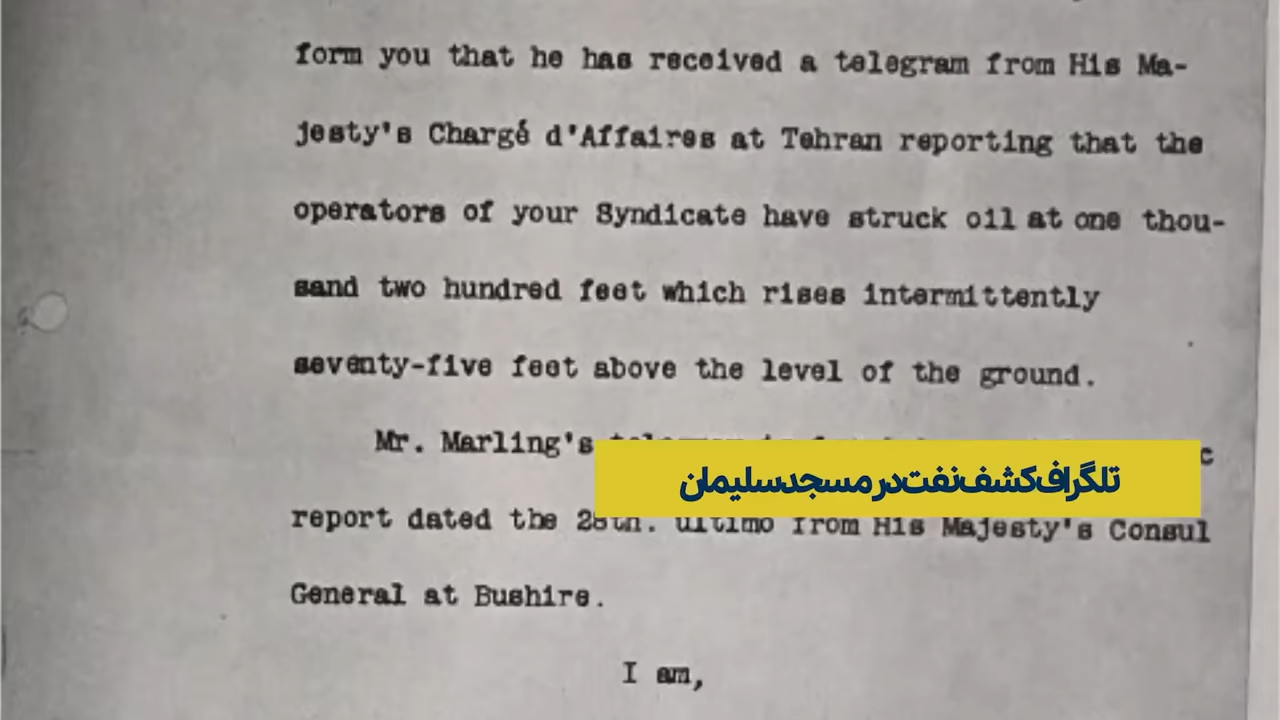 form you that he has received a telegram from His Ma-
jesty's Chargé d'Affaires at Tehran reporting that the
operators of your Syndicate have struck oil at one thou-
sand two hundred feet which rises intermittently
seventy-five feet above the level of the ground.
Mr. Marling's
تلگراف کشف نفت در مسجد سلیمان
report dated the 28th. ultimo from His Majesty's Consul
General at Bushire.
I am,